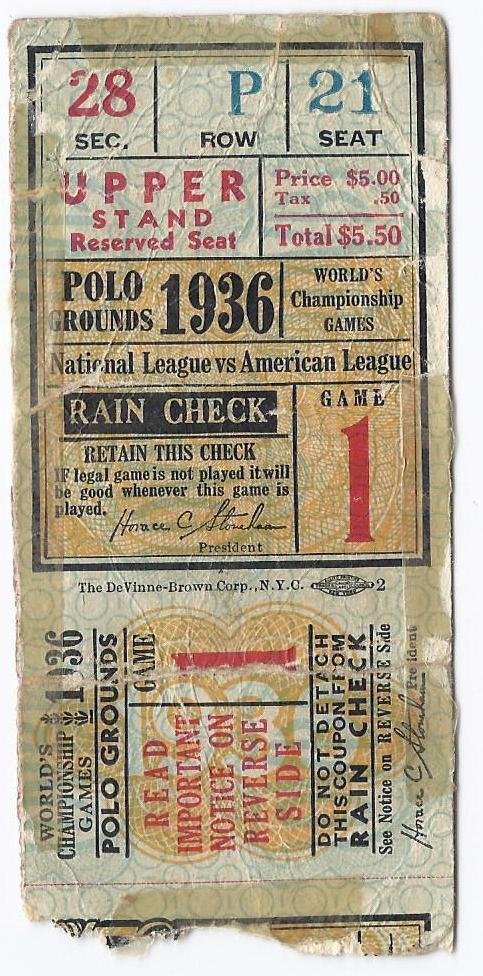 28 P 21
SEC. ROW SEAT
UPPER
STAND
Reserved Seat
Price $5.00
Tax .50
Total $5.50
POLO
GROUNDS
1936
WORLD'S
Championship
GAMES
National League vs American League
RAIN CHECK
RETAIN THIS CHECK
IF legal game is not played it will
be good whenever this game is
played.
Horace C Stoneham
President
GAME
1
The DeVinne-Brown Corp., N.Y.C. 2
WORLD'S
CHAMPIONSHIP
GAMES
1936
POLO GROUNDS
GAME
1
READ
IMPORTANT
NOTICE ON
REVERSE
SIDE
DO NOT DETACH
THIS COUPON FROM
RAIN CHECK
See Notice on REVERSE Side
Horace C Stoneham
President